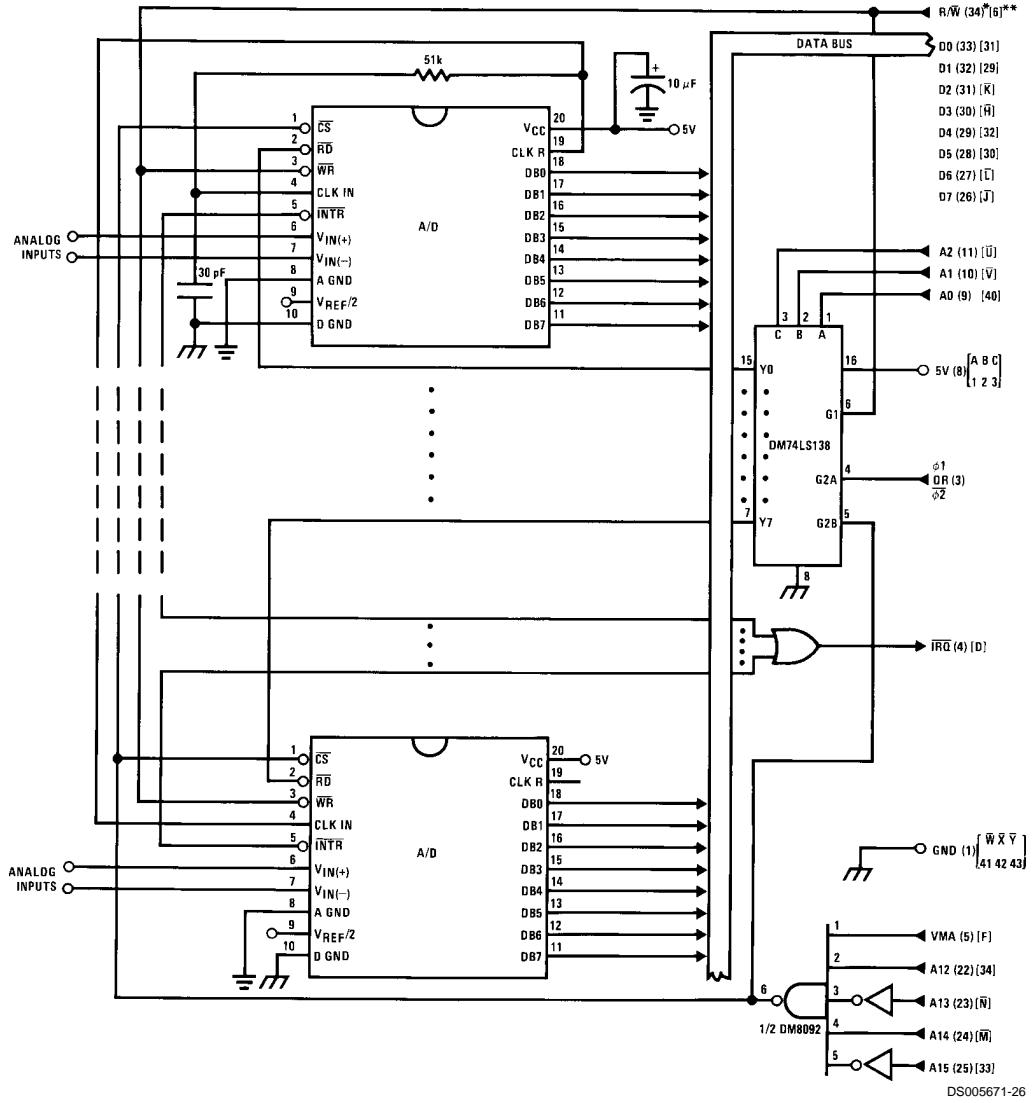 R/W̅ (34)*[6]**
DATA BUS
D0 (33) [31]
D1 (32) [29]
D2 (31) [K̅]
D3 (30) [H̅]
D4 (29) [32]
D5 (28) [30]
D6 (27) [L̅]
D7 (26) [J̅]
51k
+
10 µF
1 C̅S̅
2 R̅D̅
3 W̅R̅
4 CLK IN
5 I̅N̅T̅R̅
6 VIN(+)
7 VIN(−)
8 A GND
9 VREF/2
10 D GND
A/D
VCC 20
5V
CLK R 19
DB0 18
DB1 17
DB2 16
DB3 15
DB4 14
DB5 13
DB6 12
DB7 11
ANALOG
INPUTS
30 pF
A2 (11) [U̅]
A1 (10) [V̅]
A0 (9) [40]
3 2 1
C B A
15 Y0
16
5V (8) [A B C
1 2 3]
6
G1
DM74LS138
4
G2A
ϕ1
OR (3)
ϕ̅2̅
7 Y7
5
G2B
8
I̅R̅Q̅ (4) [D]
1 C̅S̅
2 R̅D̅
3 W̅R̅
4 CLK IN
5 I̅N̅T̅R̅
6 VIN(+)
7 VIN(−)
8 A GND
9 VREF/2
10 D GND
A/D
VCC 20
5V
CLK R 19
DB0 18
DB1 17
DB2 16
DB3 15
DB4 14
DB5 13
DB6 12
DB7 11
ANALOG
INPUTS
GND (1) [W̅ X̅ Y̅
41 42 43]
1 VMA (5) [F]
2 A12 (22) [34]
3 A13 (23) [N̅]
4 A14 (24) [M̅]
5 A15 (25) [33]
6
1/2 DM8092
DS005671-26